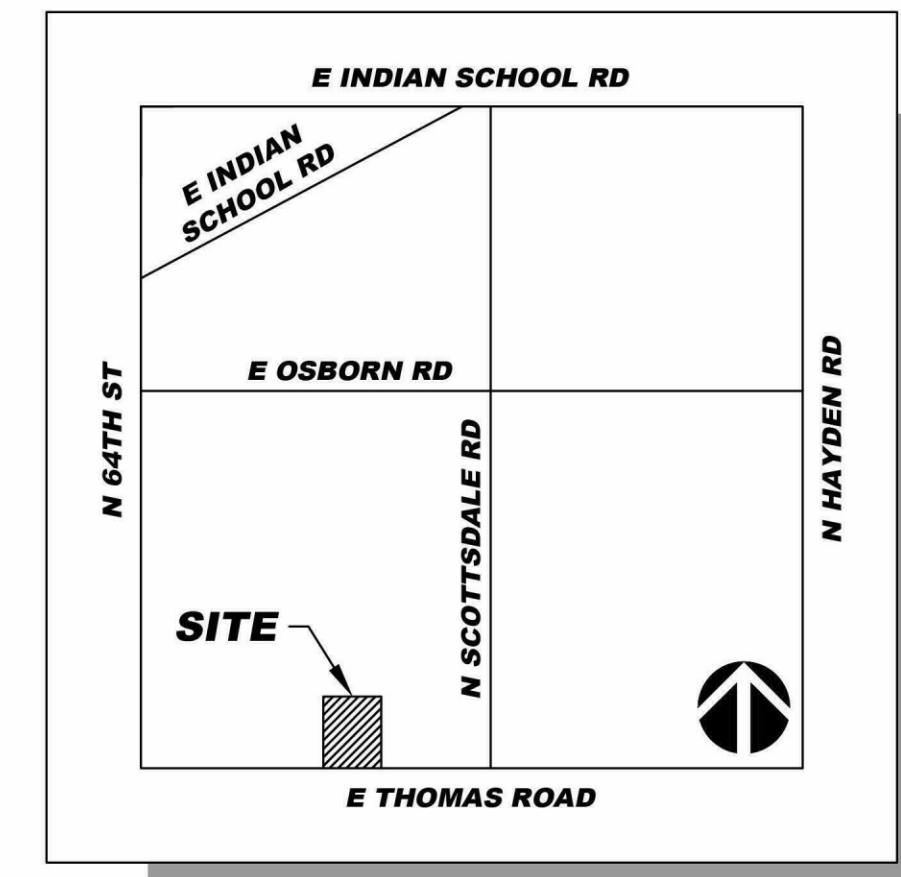 E INDIAN SCHOOL RD
E INDIAN
SCHOOL RD
N 64TH ST
E OSBORN RD
N SCOTTSDALE RD
N HAYDEN RD
SITE
E THOMAS ROAD